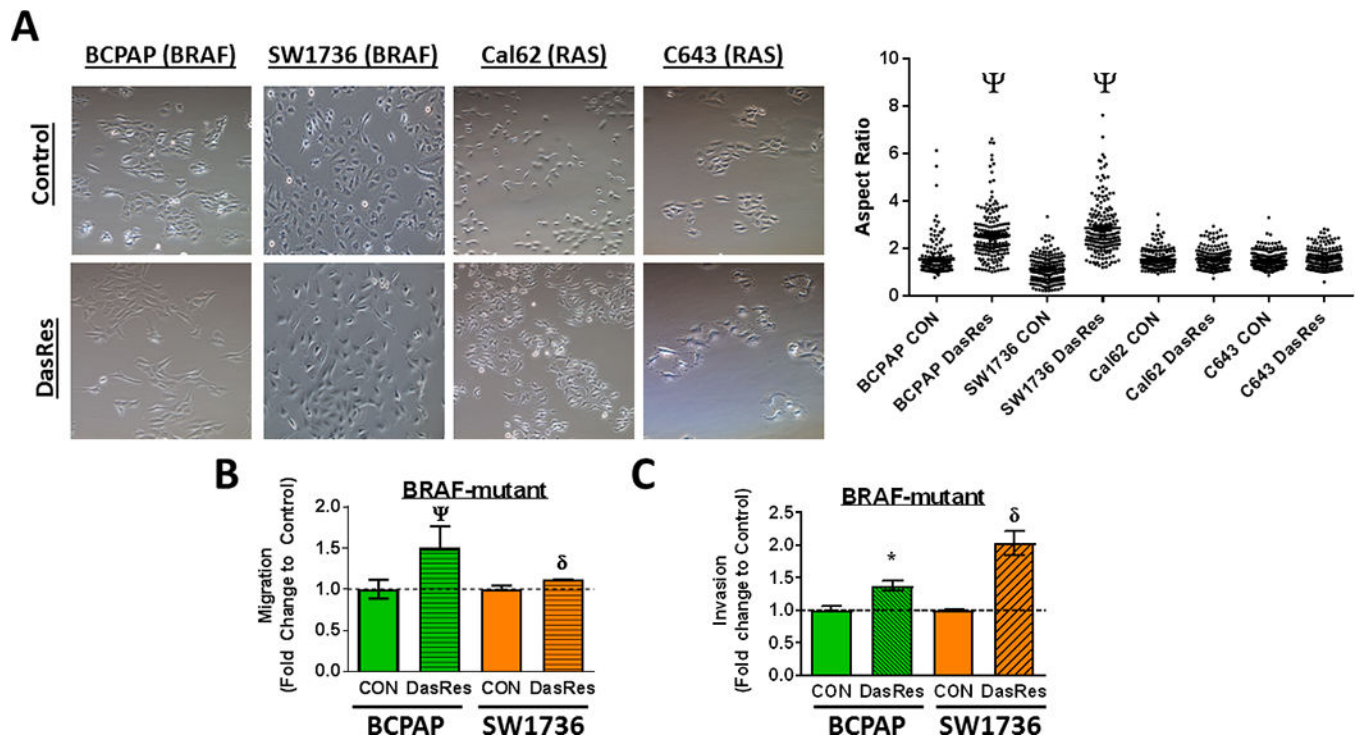 A
BCPAP (BRAF) SW1736 (BRAF) Cal62 (RAS) C643 (RAS)
Control
DasRes
Aspect Ratio
10
8
6
4
2
0
Ψ Ψ
BCPAP CON
BCPAP DasRes
SW1736 CON
SW1736 DasRes
Cal62 CON
Cal62 DasRes
C643 CON
C643 DasRes
B
BRAF-mutant
Migration
(Fold Change to Control)
2.0
1.5
1.0
0.5
0.0
Ψ
δ
CON DasRes CON DasRes
BCPAP SW1736
C
BRAF-mutant
Invasion
(Fold change to Control)
2.5
2.0
1.5
1.0
0.5
0.0
*
δ
CON DasRes CON DasRes
BCPAP SW1736